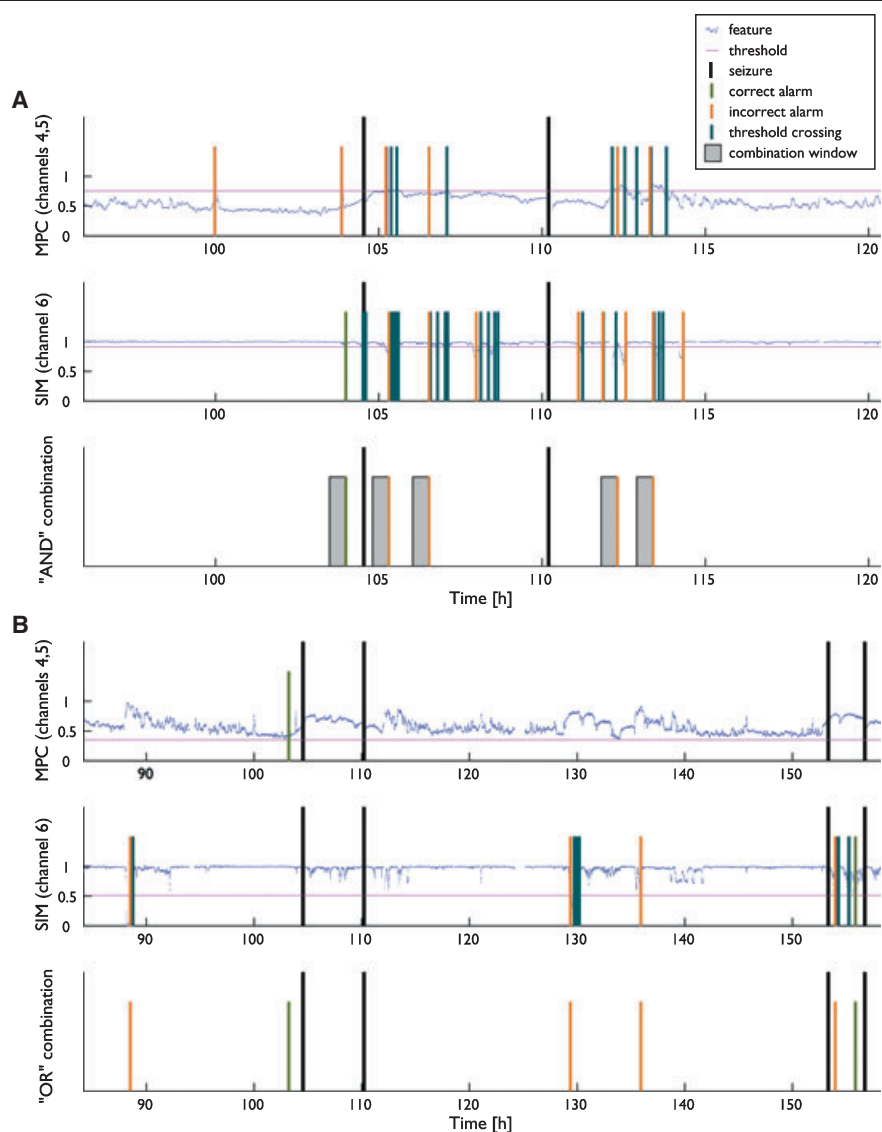 feature
threshold
seizure
correct alarm
incorrect alarm
threshold crossing
combination window
A
MPC (channels 4,5)
1
0.5
0
100 105 110 115 120
SIM (channel 6)
1
0.5
0
100 105 110 115 120
"AND" combination
100 105 110 115 120
Time [h]
B
MPC (channels 4,5)
1
0.5
0
90 100 110 120 130 140 150
SIM (channel 6)
1
0.5
0
90 100 110 120 130 140 150
"OR" combination
90 100 110 120 130 140 150
Time [h]